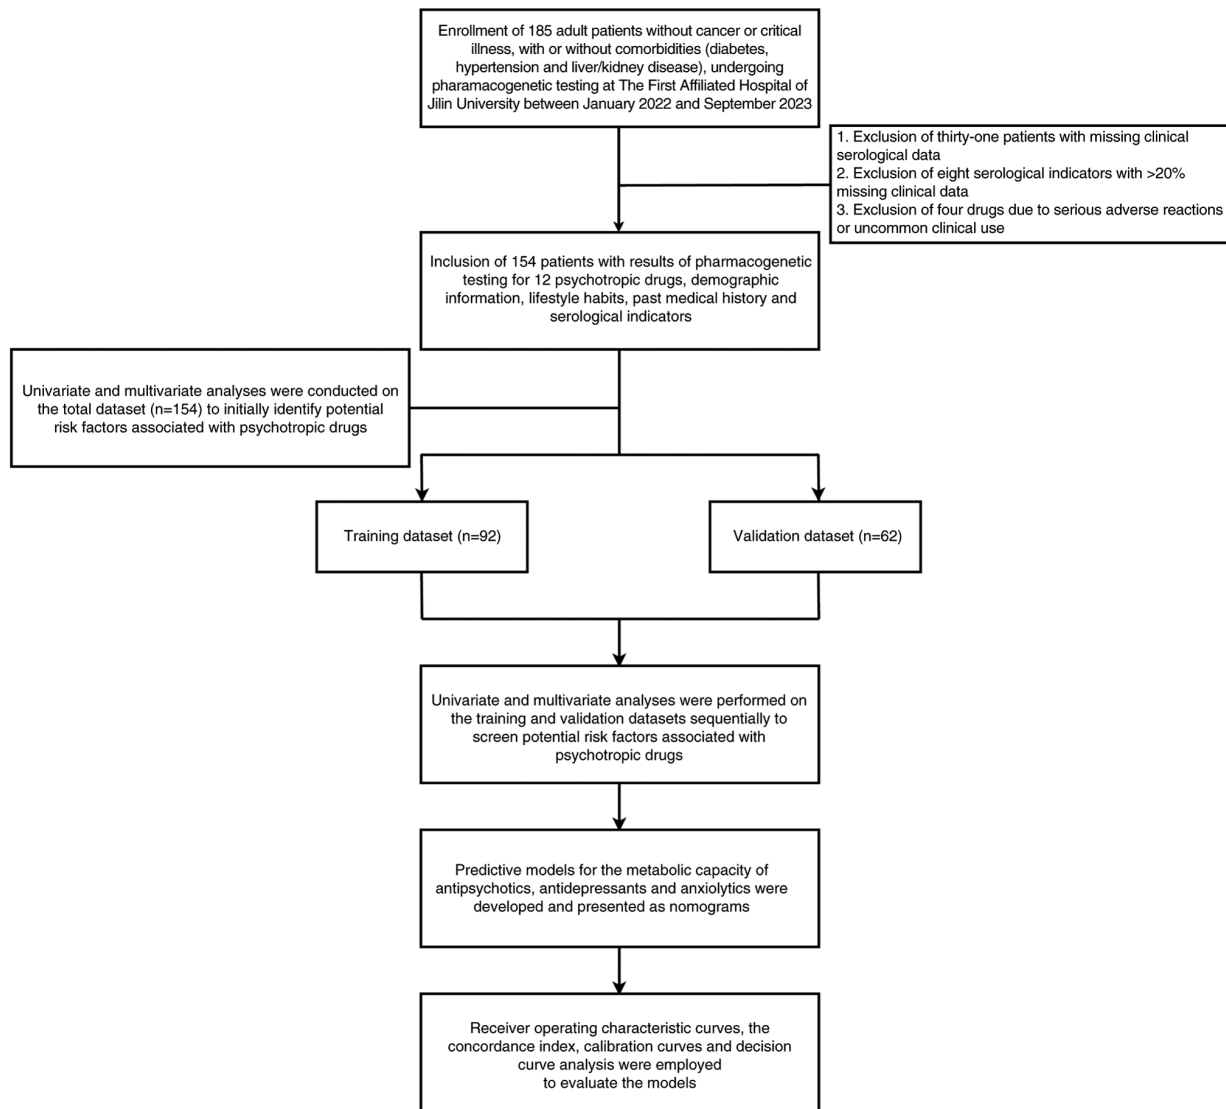 Enrollment of 185 adult patients without cancer or critical
illness, with or without comorbidities (diabetes,
hypertension and liver/kidney disease), undergoing
pharamacogenetic testing at The First Affiliated Hospital of
Jilin University between January 2022 and September 2023
1. Exclusion of thirty-one patients with missing clinical
serological data
2. Exclusion of eight serological indicators with >20%
missing clinical data
3. Exclusion of four drugs due to serious adverse reactions
or uncommon clinical use
Inclusion of 154 patients with results of pharmacogenetic
testing for 12 psychotropic drugs, demographic
information, lifestyle habits, past medical history and
serological indicators
Univariate and multivariate analyses were conducted on
the total dataset (n=154) to initially identify potential
risk factors associated with psychotropic drugs
Training dataset (n=92)
Validation dataset (n=62)
Univariate and multivariate analyses were performed on
the training and validation datasets sequentially to
screen potential risk factors associated with
psychotropic drugs
Predictive models for the metabolic capacity of
antipsychotics, antidepressants and anxiolytics were
developed and presented as nomograms
Receiver operating characteristic curves, the
concordance index, calibration curves and decision
curve analysis were employed
to evaluate the models